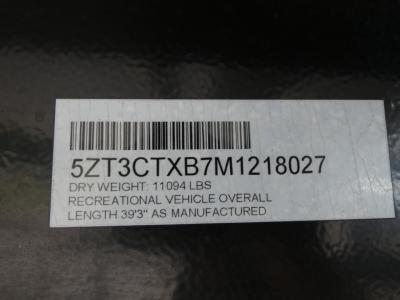 5ZT3CTXB7M1218027
DRY WEIGHT: 11094 LBS
RECREATIONAL VEHICLE OVERALL
LENGTH 39'3" AS MANUFACTURED